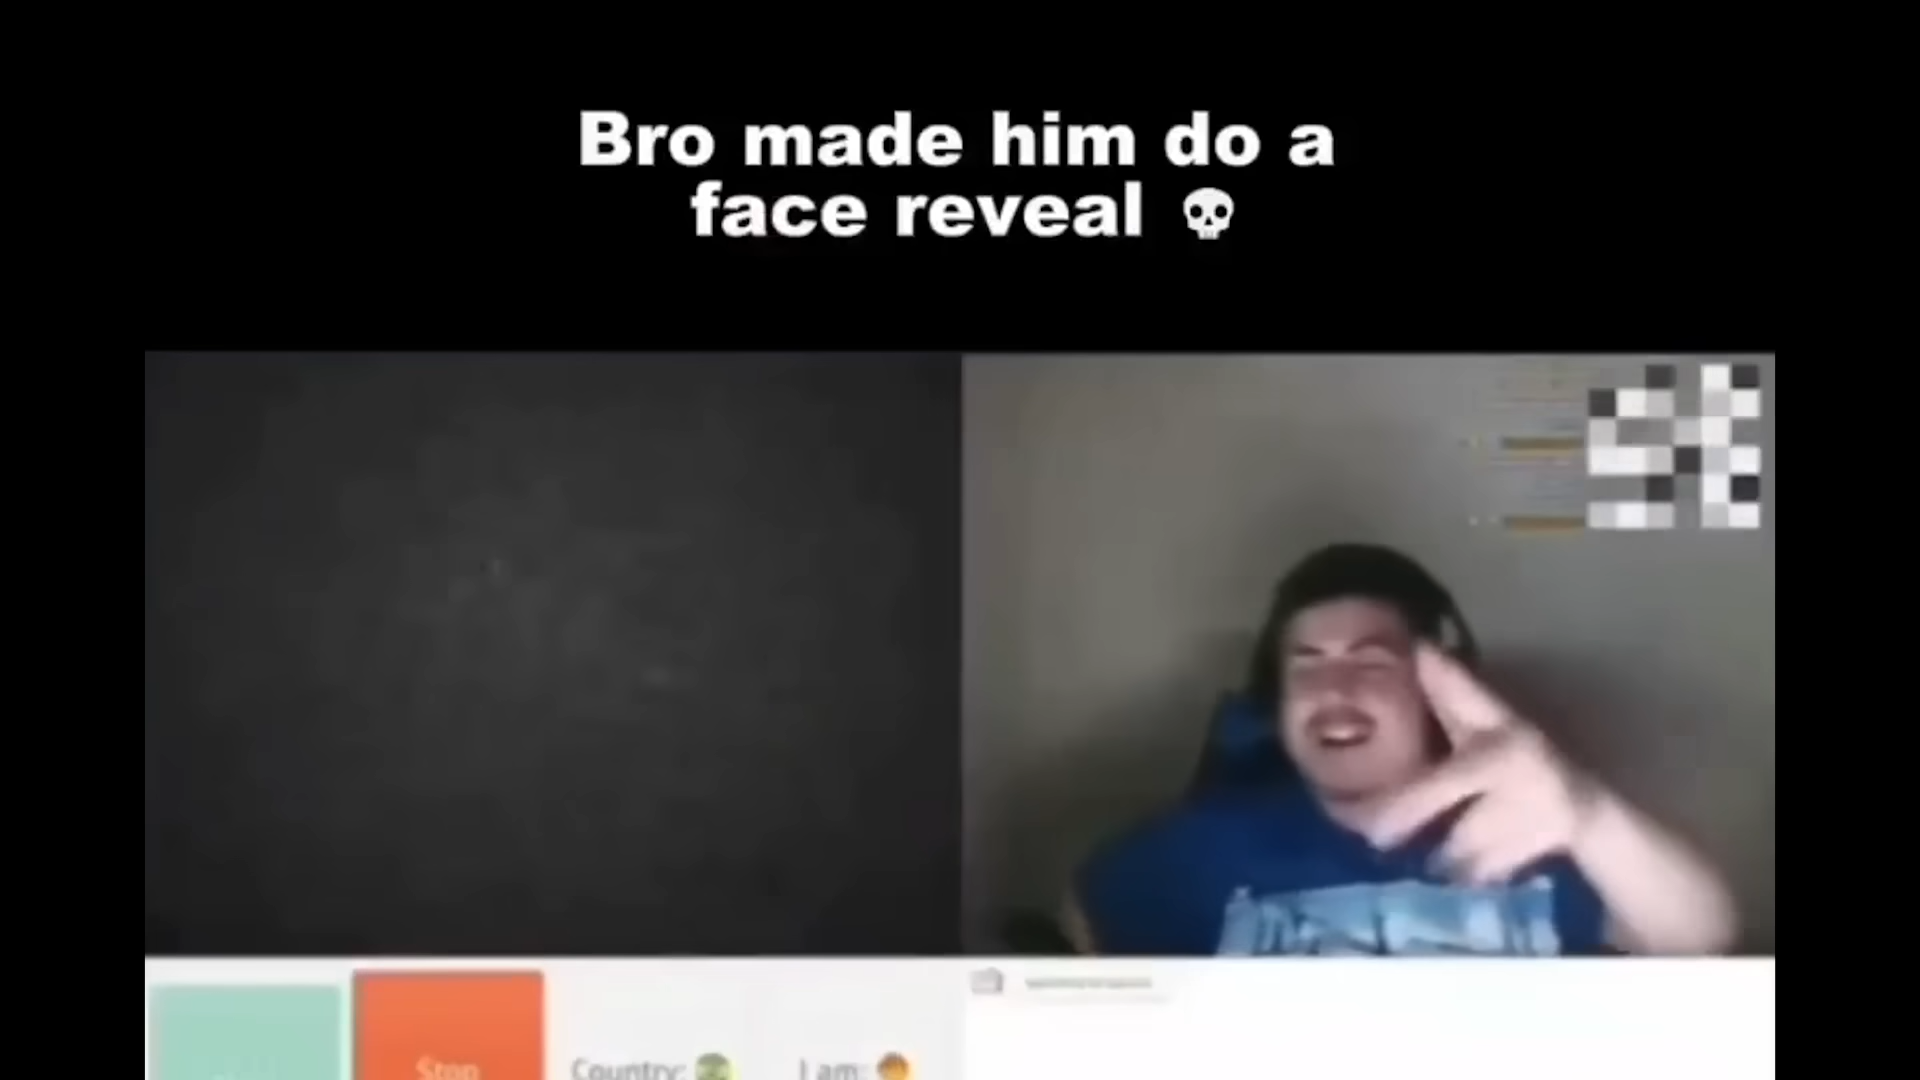 Bro made him do a
face reveal 💀
Stop
Country:
I am: